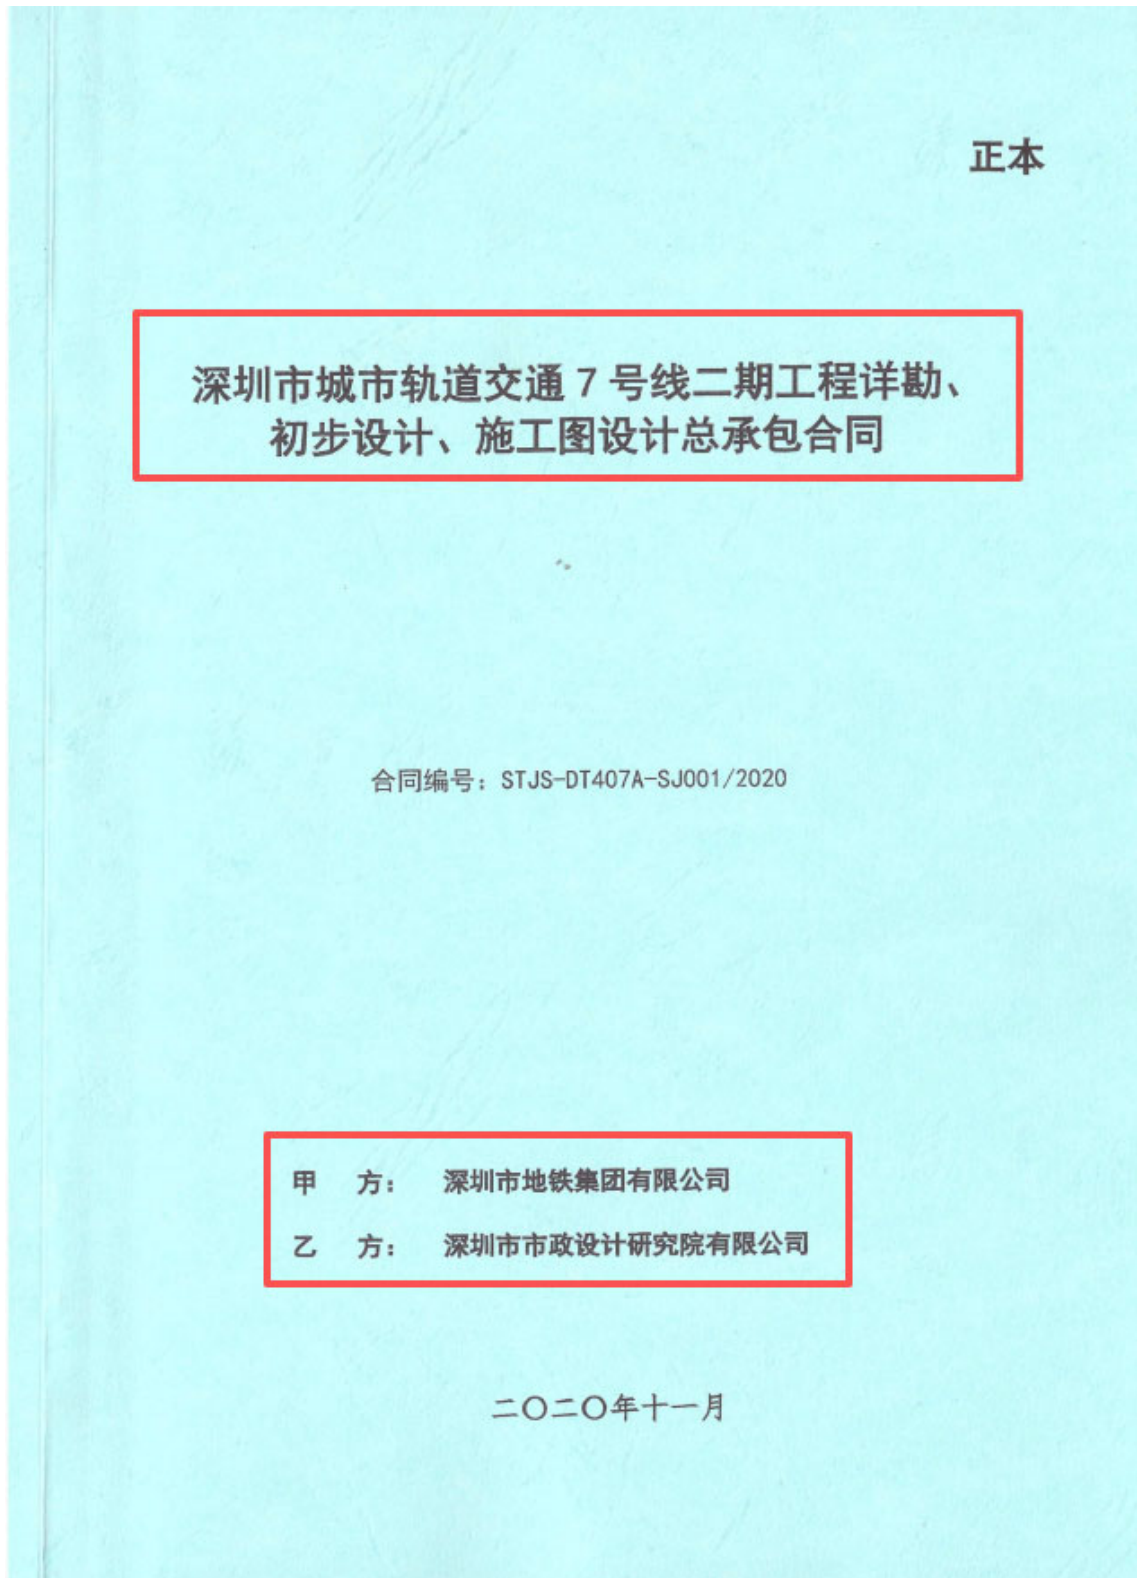 正本
深圳市城市轨道交通7号线二期工程详勘、
初步设计、施工图设计总承包合同
合同编号：STJS-DT407A-SJ001/2020
甲 方： 深圳市地铁集团有限公司
乙 方： 深圳市市政设计研究院有限公司
二〇二〇年十一月